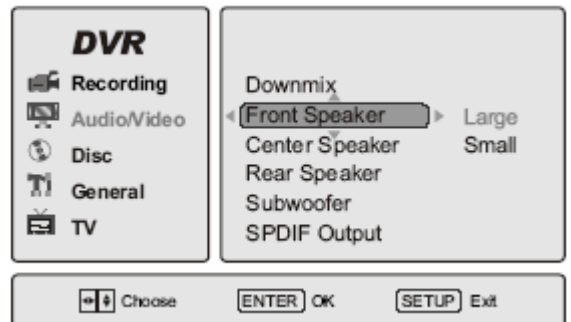 DVR
Recording
Audio/Video
Disc
General
TV
Downmix
Front Speaker
Large
Center Speaker
Small
Rear Speaker
Subwoofer
SPDIF Output
Choose
ENTER OK
SETUP Exit